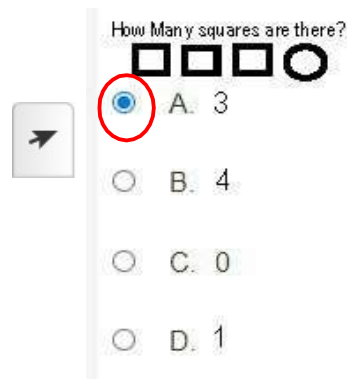 How Many squares are there?
A. 3
B. 4
C. 0
D. 1